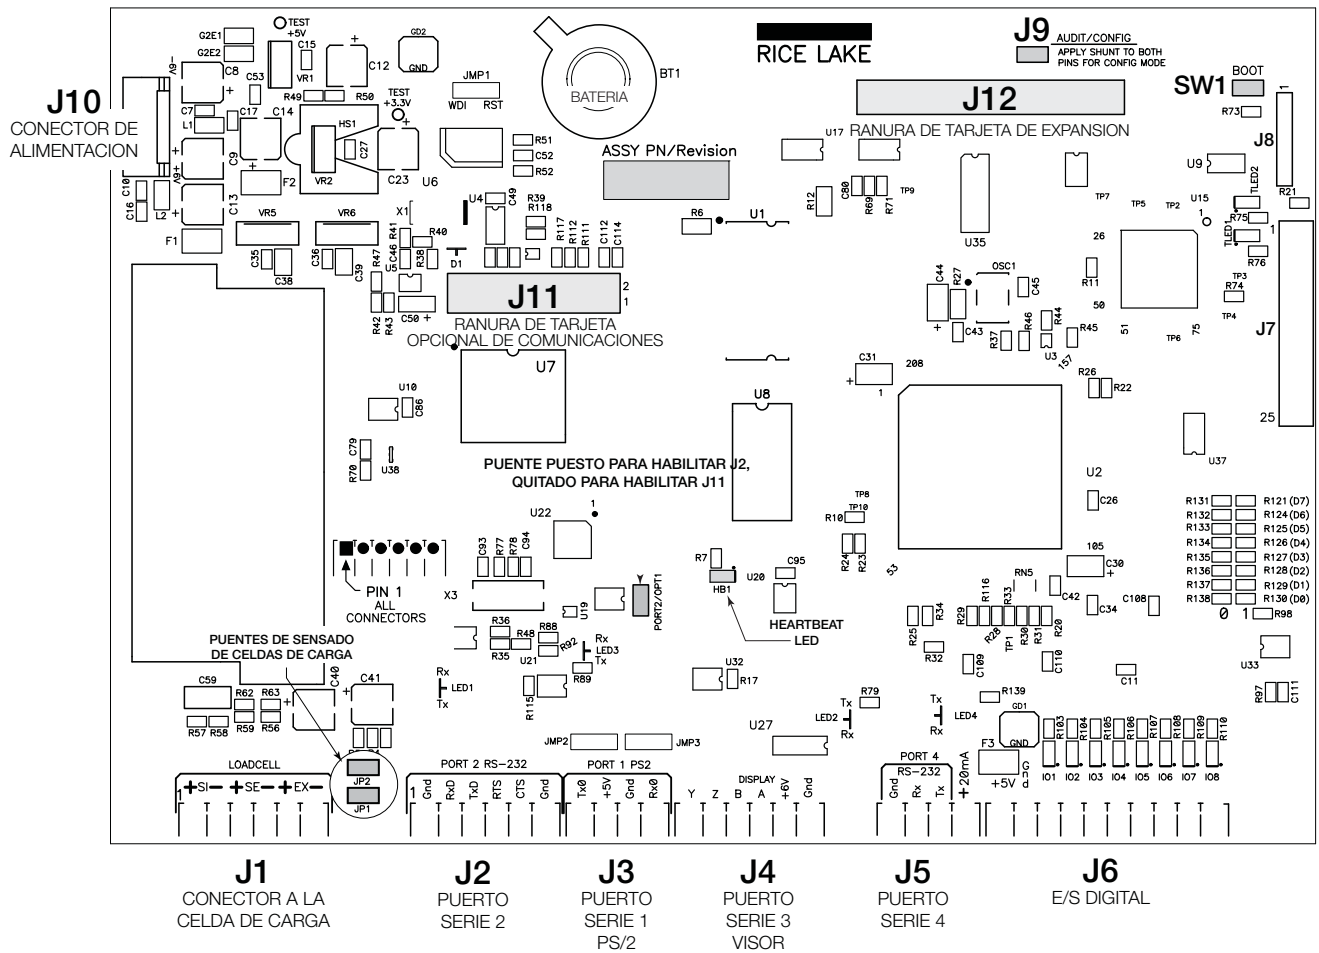 G2E1
G2E2
TEST
+5V
C15
C12
GD2
GND
BT1
BATERIA
RICE LAKE
J9 AUDIT/CONFIG
APPLY SHUNT TO BOTH
PINS FOR CONFIG MODE
SW1 BOOT
R73
J10
CONECTOR DE
ALIMENTACION
-6V
C8
C53
VR1
R49
R50
JMP1
WDI
RST
TEST
+3.3V
C7
L1
C17
C14
HS1
C27
VR2
C23
U6
R51
C52
R52
ASSY PN/Revision
J12
RANURA DE TARJETA DE EXPANSION
U17
U9
J8
1
+6V
C9
F2
C10
C16
L2
C13
F1
VR5
VR6
C35
C38
C36
C39
X1
U4
C49
R39
R118
R41
R40
C46
R38
D1
R117
R112
R111
C112
C114
R47
U5
R42
R43
C50
R6
U1
R12
C80
R69
R71
TP9
U35
TP7
TP5
TP2
U15
1
TLED2
R21
R75
TLED1
R76
1
26
R11
50
51
75
TP6
TP3
R74
TP4
J7
25
J11
2
1
RANURA DE TARJETA
OPCIONAL DE COMUNICACIONES
U7
OSC1
C44
R27
C45
C43
R37
R46
R44
U3
R45
157
C31
208
1
R26
R22
U10
C86
U8
C79
R70
U38
PUENTE PUESTO PARA HABILITAR J2,
QUITADO PARA HABILITAR J11
U37
U2
C26
TP8
TP10
R10
R24
R23
53
105
C30
R131
R121 (D7)
R132
R124 (D6)
R133
R125 (D5)
R134
R126 (D4)
R135
R127 (D3)
R136
R128 (D2)
R137
R129 (D1)
R138
R130 (D0)
0
1
R98
U22
1
PIN 1
ALL
CONNECTORS
X3
C93
R77
R78
C94
U19
PORT2/OPT1
R7
HB1
U20
C95
HEARTBEAT
LED
R116
R33
RN5
C42
C34
C108
R25
R34
R29
R28
TP1
R30
R31
R20
R32
C109
C110
C11
U33
R97
C111
PUENTES DE SENSADO
DE CELDAS DE CARGA
R36
R35
R48
U21
R88
R92
Rx
LED3
Tx
R89
R115
Rx
LED1
Tx
U32
R17
R79
Tx
LED2
Rx
Tx
LED4
Rx
R139
GD1
GND
C59
R62
R63
R57
R58
R59
R56
C40
C41
JMP2
JMP3
U27
F3
+5V
Gnd
R103
R104
R105
R106
R107
R108
R109
R110
IO1
IO2
IO3
IO4
IO5
IO6
IO7
IO8
LOADCELL
1
+SI-
+SE-
+EX-
JP2
JP1
PORT 2 RS-232
1
Gnd
RxD
TxD
RTS
CTS
Gnd
PORT 1 PS2
Tx0
+5V
Gnd
Rx0
DISPLAY
Y
Z
B
A
+6V
Gnd
PORT 4
RS-232
Gnd
Rx
Tx
+20mA
J1
CONECTOR A LA
CELDA DE CARGA
J2
PUERTO
SERIE 2
J3
PUERTO
SERIE 1
PS/2
J4
PUERTO
SERIE 3
VISOR
J5
PUERTO
SERIE 4
J6
E/S DIGITAL